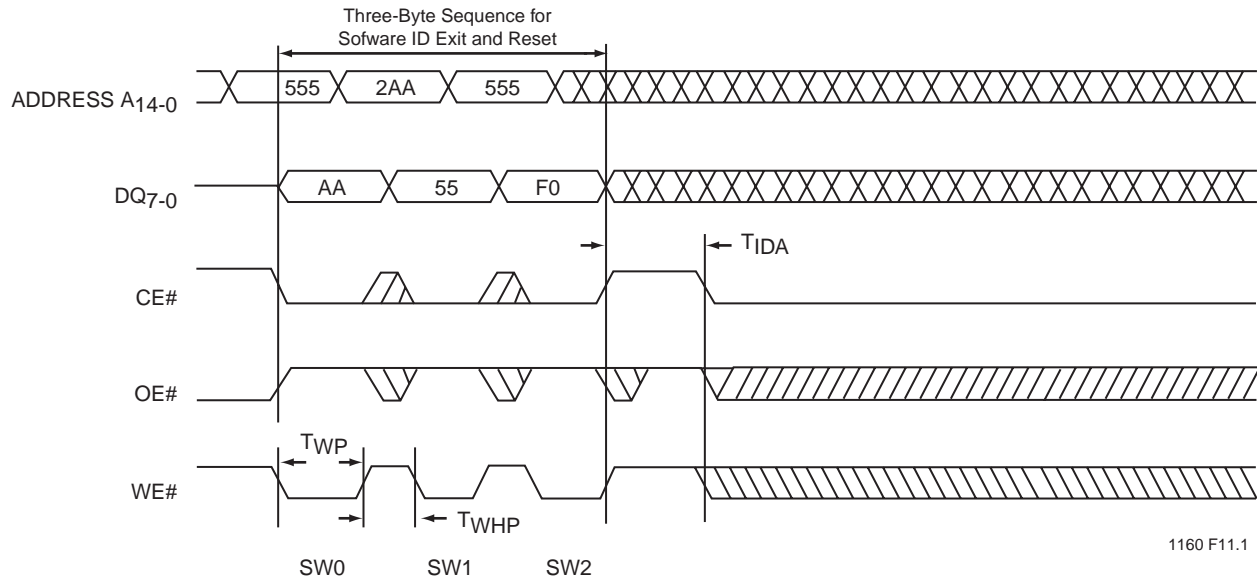 Three-Byte Sequence for
Sofware ID Exit and Reset
ADDRESS A14-0
555
2AA
555
DQ7-0
AA
55
F0
TIDA
CE#
OE#
TWP
WE#
TWHP
SW0
SW1
SW2
1160 F11.1